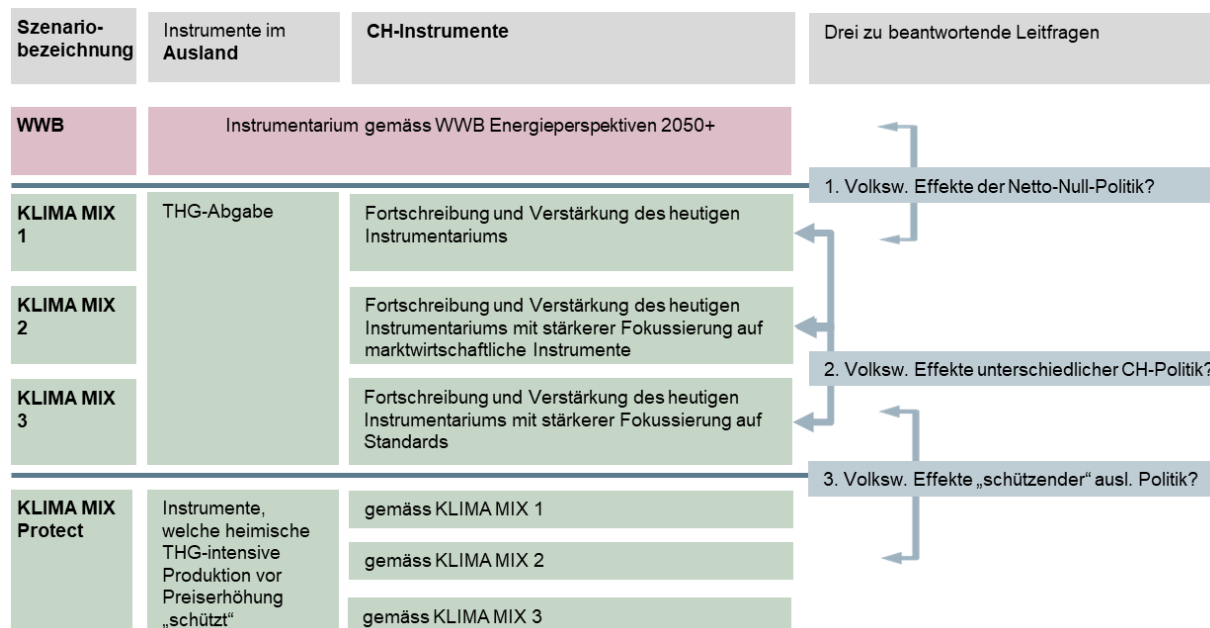 Szenario-
bezeichnung
Instrumente im
Ausland
CH-Instrumente
Drei zu beantwortende Leitfragen
WWB
Instrumentarium gemäss WWB Energieperspektiven 2050+
1. Volksw. Effekte der Netto-Null-Politik?
KLIMA MIX
1
THG-Abgabe
Fortschreibung und Verstärkung des heutigen
Instrumentariums
KLIMA MIX
2
Fortschreibung und Verstärkung des heutigen
Instrumentariums mit stärkerer Fokussierung auf
marktwirtschaftliche Instrumente
2. Volksw. Effekte unterschiedlicher CH-Politik?
KLIMA MIX
3
Fortschreibung und Verstärkung des heutigen
Instrumentariums mit stärkerer Fokussierung auf
Standards
3. Volksw. Effekte „schützender“ ausl. Politik?
KLIMA MIX
Protect
Instrumente,
welche heimische
THG-intensive
Produktion vor
Preiserhöhung
„schützt“
gemäss KLIMA MIX 1
gemäss KLIMA MIX 2
gemäss KLIMA MIX 3